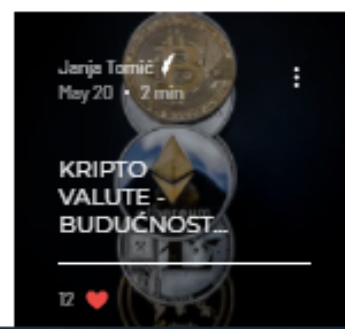 Janja Tomić
May 20 • 2 min
KRIPTO
VALUTE -
BUDUĆNOST...
12